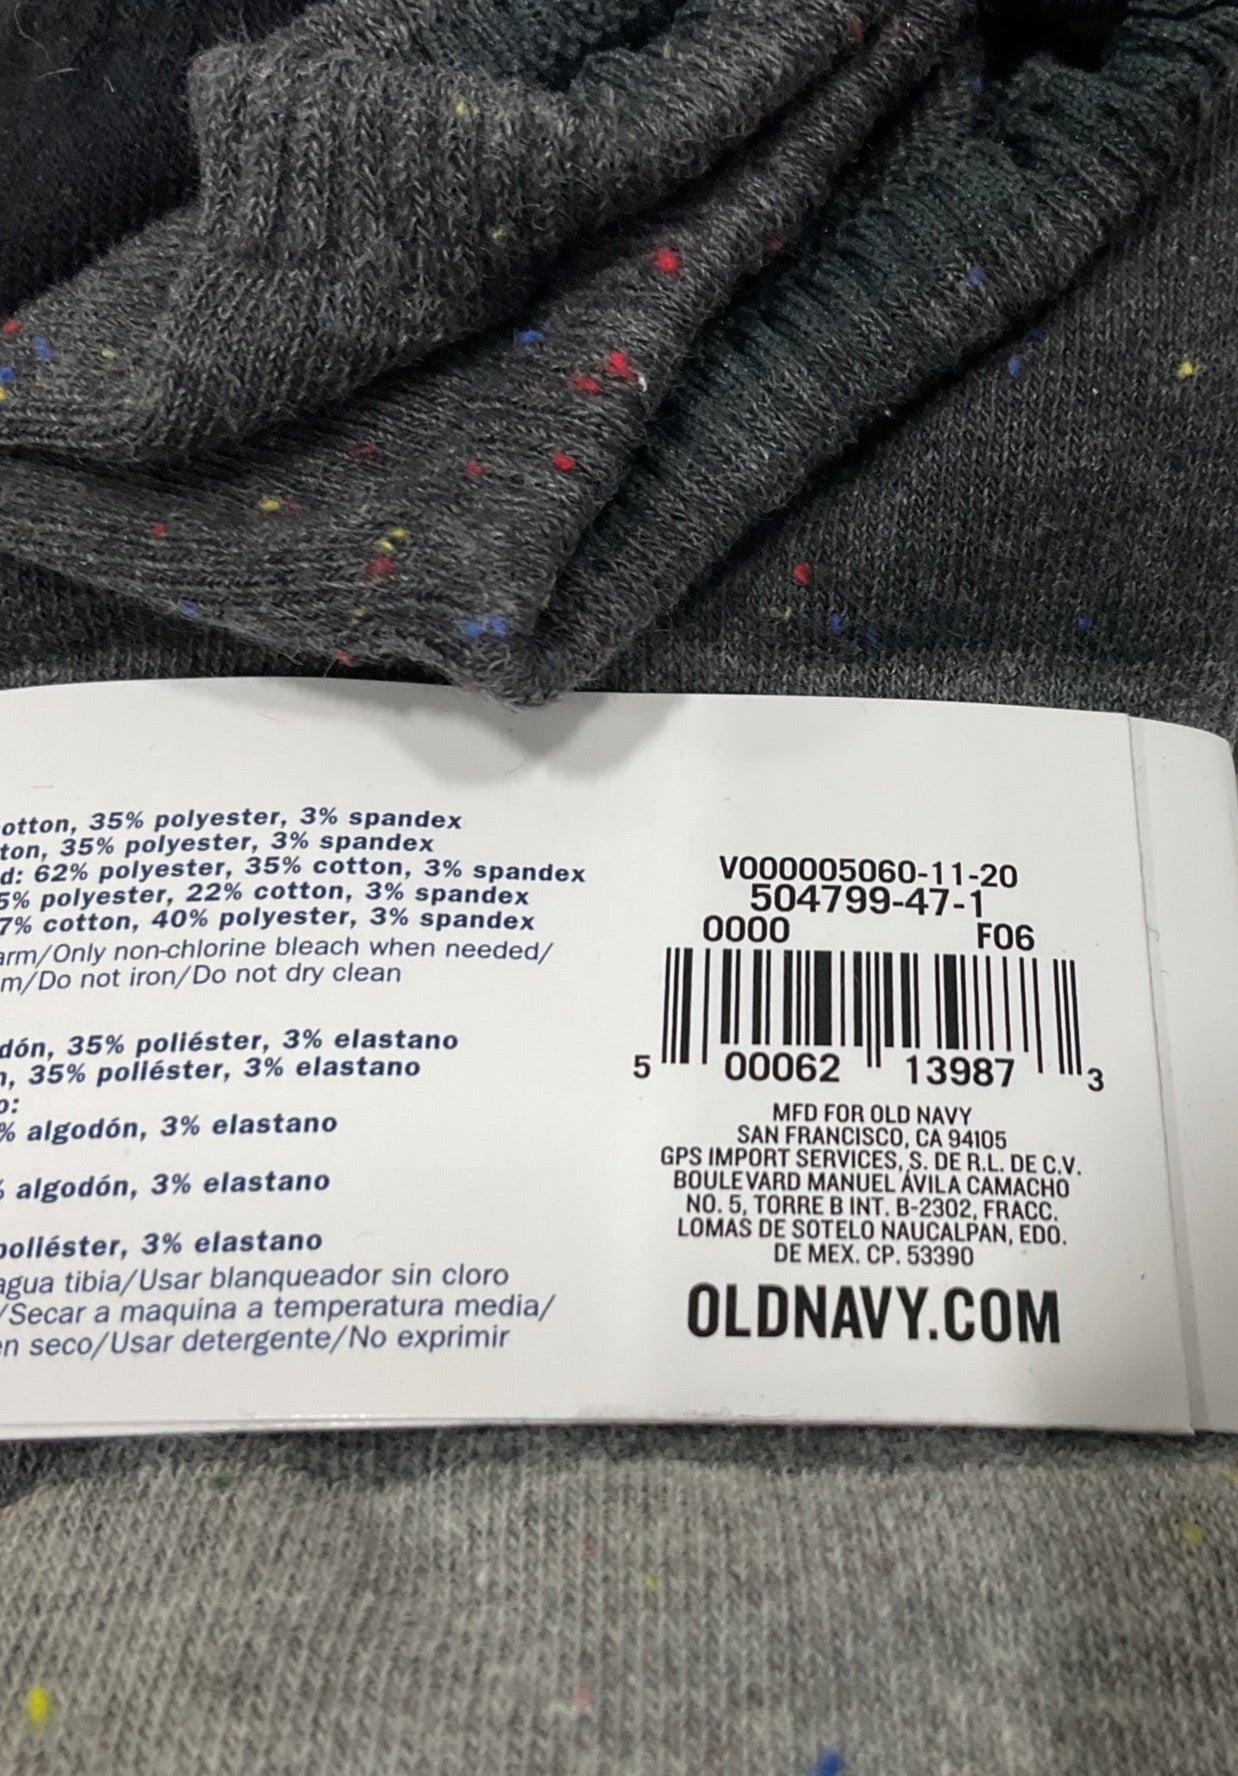 otton, 35% polyester, 3% spandex
ton, 35% polyester, 3% spandex
d: 62% polyester, 35% cotton, 3% spandex
5% polyester, 22% cotton, 3% spandex
7% cotton, 40% polyester, 3% spandex
arm/Only non-chlorine bleach when needed/
m/Do not iron/Do not dry clean
dón, 35% poliéster, 3% elastano
n, 35% poliéster, 3% elastano
o:
% algodón, 3% elastano
% algodón, 3% elastano
poliéster, 3% elastano
agua tibia/Usar blanqueador sin cloro
/Secar a maquina a temperatura media/
en seco/Usar detergente/No exprimir
V000005060-11-20
504799-47-1
0000 F06
5 00062 13987 3
MFD FOR OLD NAVY
SAN FRANCISCO, CA 94105
GPS IMPORT SERVICES, S. DE R.L. DE C.V.
BOULEVARD MANUEL ÁVILA CAMACHO
NO. 5, TORRE B INT. B-2302, FRACC.
LOMAS DE SOTELO NAUCALPAN, EDO.
DE MEX. CP. 53390
OLDNAVY.COM